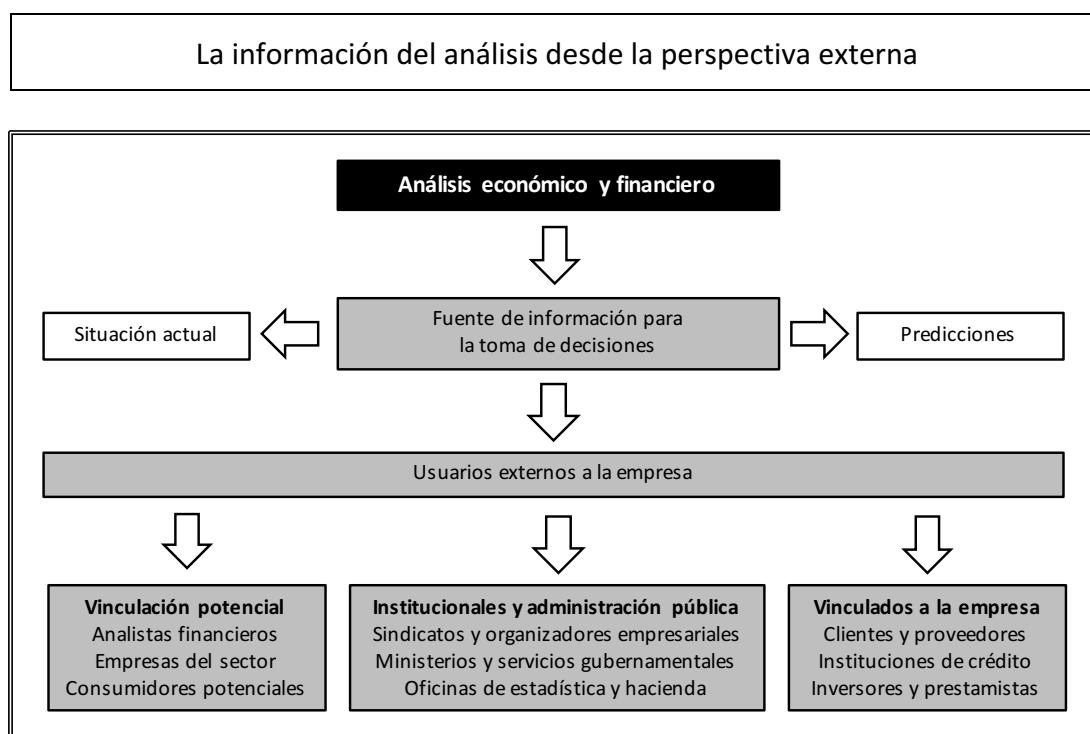 La información del análisis desde la perspectiva externa
Análisis económico y financiero
Situación actual
Fuente de información para
la toma de decisiones
Predicciones
Usuarios externos a la empresa
Vinculación potencial
Analistas financieros
Empresas del sector
Consumidores potenciales
Institucionales y administración pública
Sindicatos y organizadores empresariales
Ministerios y servicios gubernamentales
Oficinas de estadística y hacienda
Vinculados a la empresa
Clientes y proveedores
Instituciones de crédito
Inversores y prestamistas